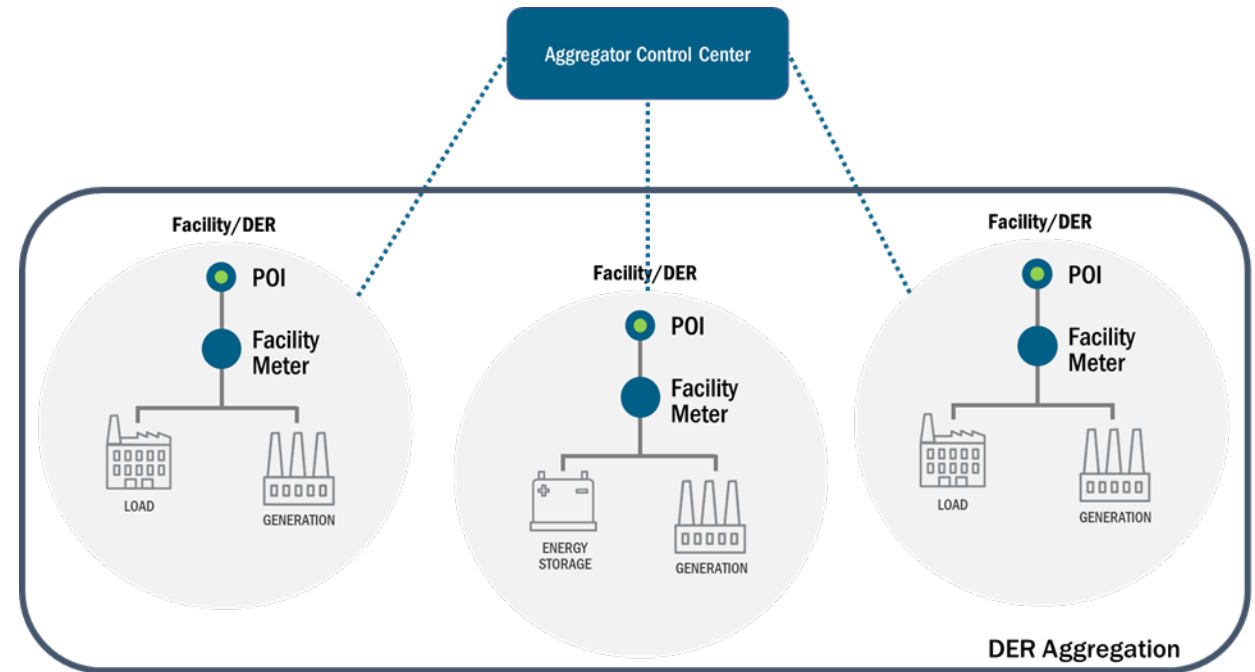 Aggregator Control Center
Facility/DER
POI
Facility
Meter
LOAD
GENERATION
Facility/DER
POI
Facility
Meter
ENERGY
STORAGE
GENERATION
Facility/DER
POI
Facility
Meter
LOAD
GENERATION
DER Aggregation